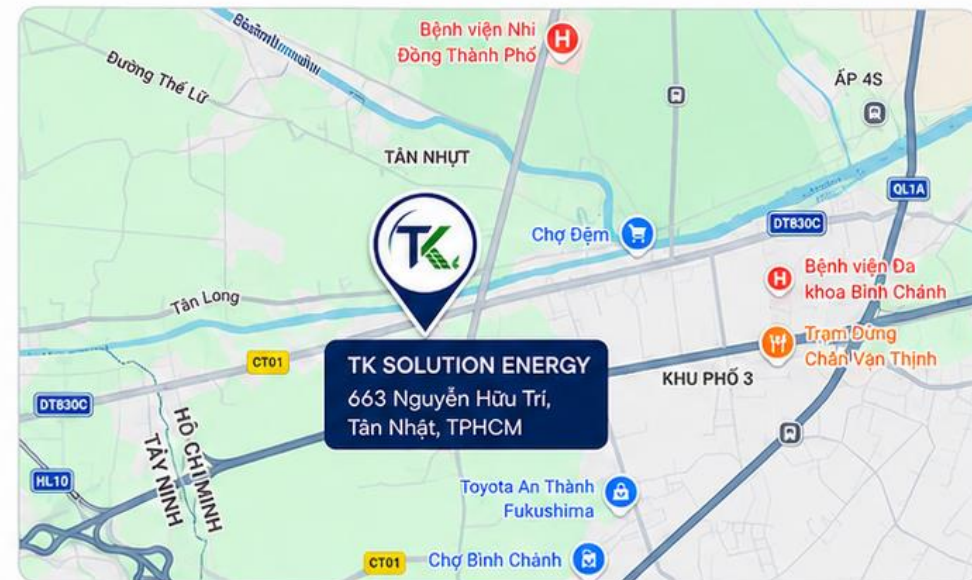 Bệnh viện Nhi
Đồng Thành Phố
H
Đường Thế Lữ
ẤP 4S
TÂN NHỰT
QL1A
DT830C
Chợ Đệm
TK
Bệnh viện Đa
khoa Bình Chánh
H
Tân Long
Trạm Dừng
Chân Vạn Thịnh
CT01
TK SOLUTION ENERGY
663 Nguyễn Hữu Trí,
Tân Nhật, TPHCM
KHU PHỐ 3
DT830C
HỒ CHÍ MINH
TÂY NINH
HL10
Toyota An Thành
Fukushima
CT01
Chợ Bình Chánh